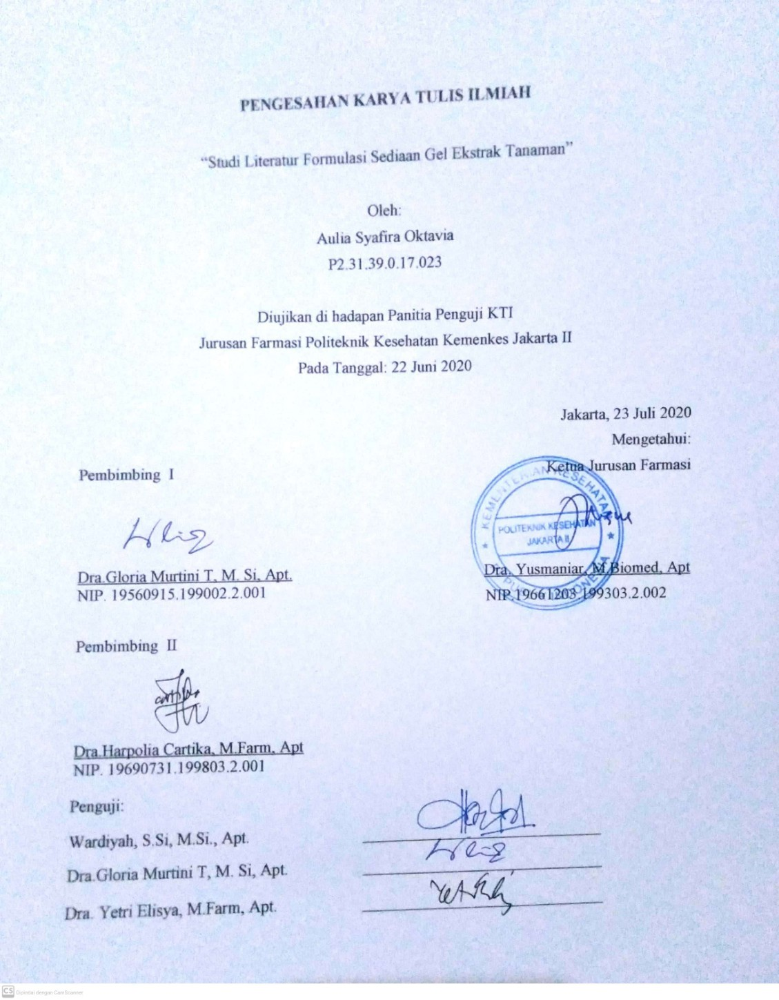 PENGESAHAN KARYA TULIS ILMIAH
“Studi Literatur Formulasi Sediaan Gel Ekstrak Tanaman”
Oleh:
Aulia Syafira Oktavia
P2.31.39.0.17.023
Diujikan di hadapan Panitia Penguji KTI
Jurusan Farmasi Politeknik Kesehatan Kemenkes Jakarta II
Pada Tanggal: 22 Juni 2020
Jakarta, 23 Juli 2020
Mengetahui:
Ketua Jurusan Farmasi
Pembimbing I
KEMENTERIAN KESEHATAN
POLITEKNIK KESEHATAN
JAKARTA II
Dra.Gloria Murtini T, M. Si, Apt.
NIP. 19560915.199002.2.001
Dra. Yusmaniar, M.Biomed, Apt
NIP.19661203.199303.2.002
Pembimbing II
Dra.Harpolia Cartika, M.Farm, Apt
NIP. 19690731.199803.2.001
Penguji:
Wardiyah, S.Si, M.Si., Apt.
Dra.Gloria Murtini T, M. Si, Apt.
Dra. Yetri Elisya, M.Farm, Apt.
CS Dipindai dengan CamScanner